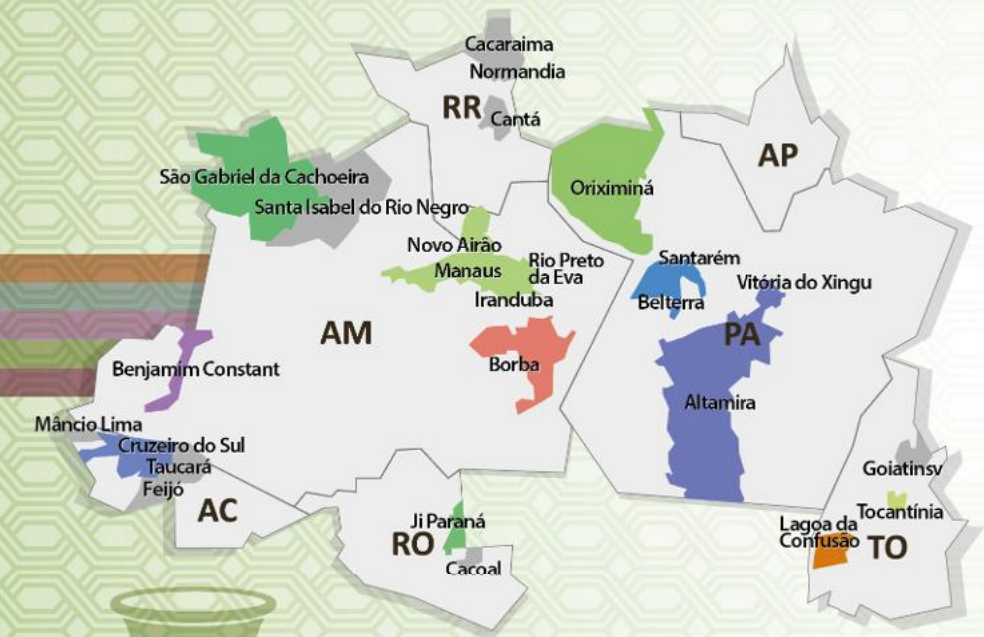 Cacaraima
Normandia
RR
Cantá
AP
São Gabriel da Cachoeira
Santa Isabel do Rio Negro
Oriximiná
Novo Airão
Manaus
Rio Preto
da Eva
Iranduba
Santarém
Belterra
Vitória do Xingu
PA
AM
Borba
Benjamim Constant
Altamira
Mâncio Lima
Cruzeiro do Sul
Taucará
Feijó
AC
Ji Paraná
RO
Cacoal
Goiatinsv
Tocantínia
Lagoa da
Confusão
TO